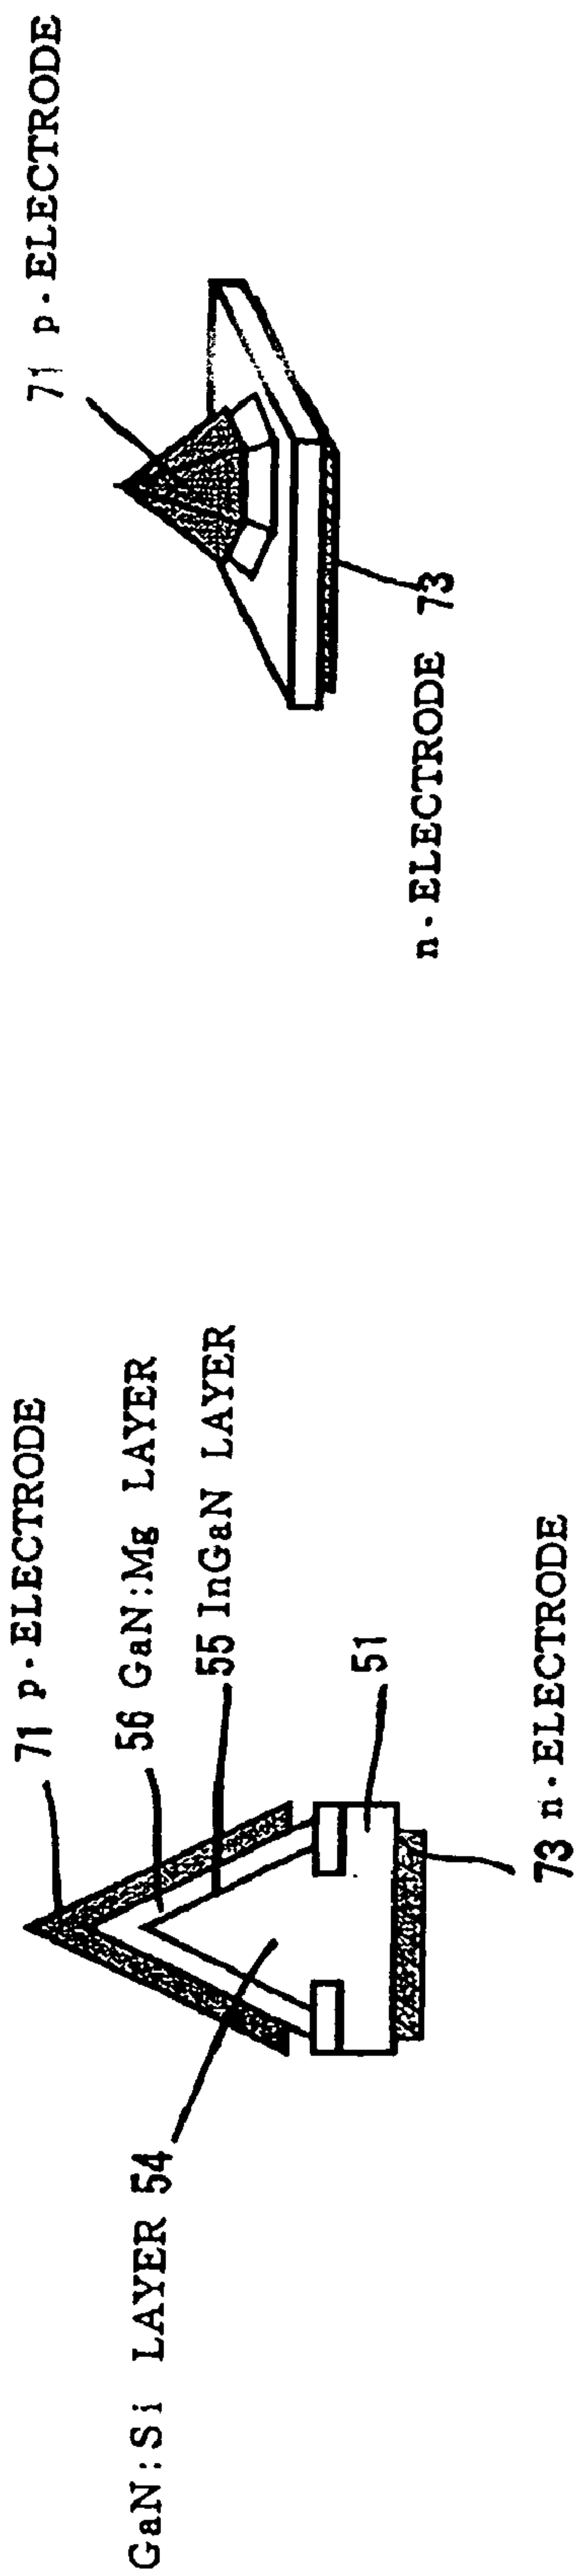 71 p-ELECTRODE
56 GaN:Mg LAYER
55 InGaN LAYER
51
GaN:Si LAYER 54
73 n-ELECTRODE
71 p-ELECTRODE
n-ELECTRODE 73